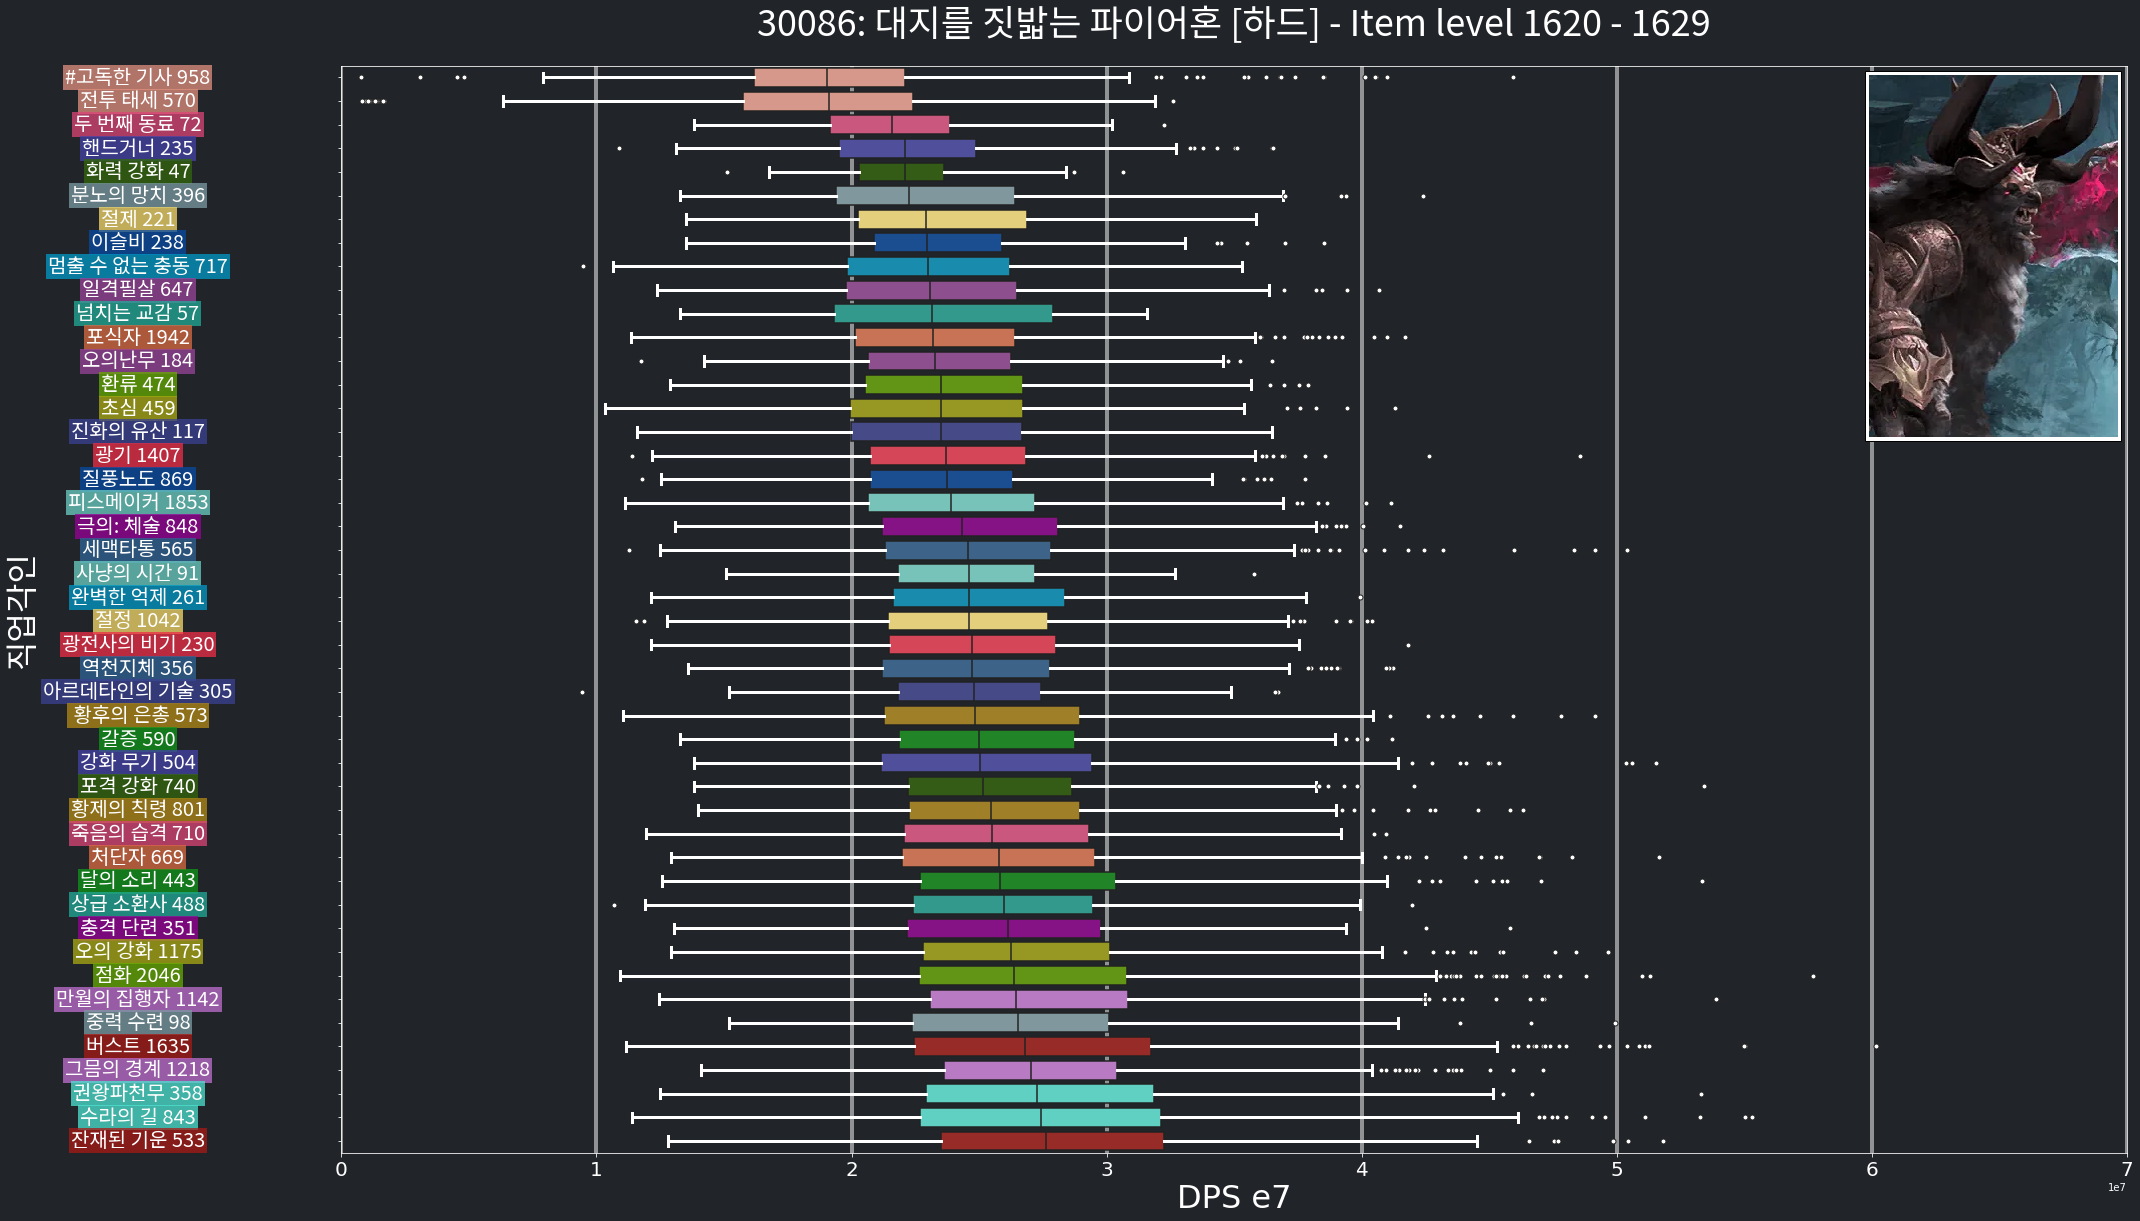 30086: 대지를 짓밟는 파이어혼 [하드] - Item level 1620 - 1629
#고독한 기사 958
전투 태세 570
두 번째 동료 72
핸드거너 235
화력 강화 47
분노의 망치 396
절제 221
이슬비 238
멈출 수 없는 충동 717
일격필살 647
넘치는 교감 57
포식자 1942
오의난무 184
환류 474
초심 459
진화의 유산 117
광기 1407
질풍노도 869
피스메이커 1853
극의: 체술 848
세맥타통 565
사냥의 시간 91
완벽한 억제 261
절정 1042
광전사의 비기 230
역천지체 356
아르데타인의 기술 305
황후의 은총 573
갈증 590
강화 무기 504
포격 강화 740
황제의 칙령 801
죽음의 습격 710
처단자 669
달의 소리 443
상급 소환사 488
충격 단련 351
오의 강화 1175
점화 2046
만월의 집행자 1142
중력 수련 98
버스트 1635
그믐의 경계 1218
권왕파천무 358
수라의 길 843
잔재된 기운 533
직업각인
0 1 2 3 4 5 6 7
DPS e7
1e7